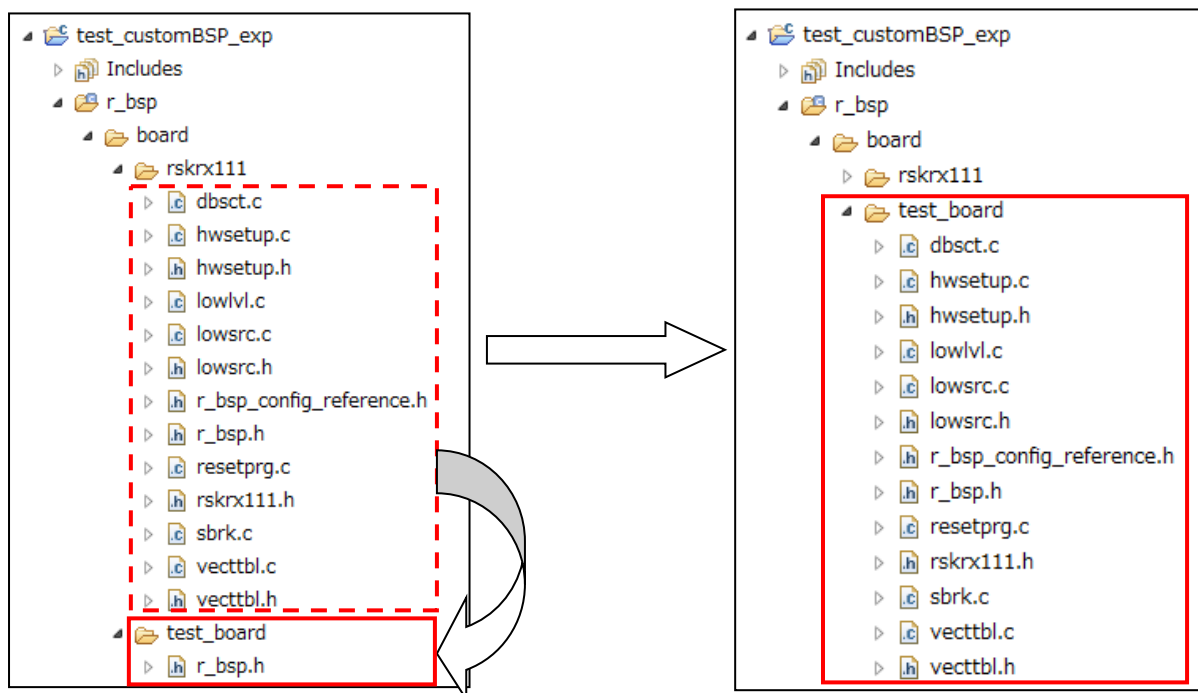 test_customBSP_exp
Includes
r_bsp
board
rskrx111
dbsct.c
hwsetup.c
hwsetup.h
lowlvl.c
lowsrc.c
lowsrc.h
r_bsp_config_reference.h
r_bsp.h
resetprg.c
rskrx111.h
sbrk.c
vecttbl.c
vecttbl.h
test_board
r_bsp.h
test_customBSP_exp
Includes
r_bsp
board
rskrx111
test_board
dbsct.c
hwsetup.c
hwsetup.h
lowlvl.c
lowsrc.c
lowsrc.h
r_bsp_config_reference.h
r_bsp.h
resetprg.c
rskrx111.h
sbrk.c
vecttbl.c
vecttbl.h